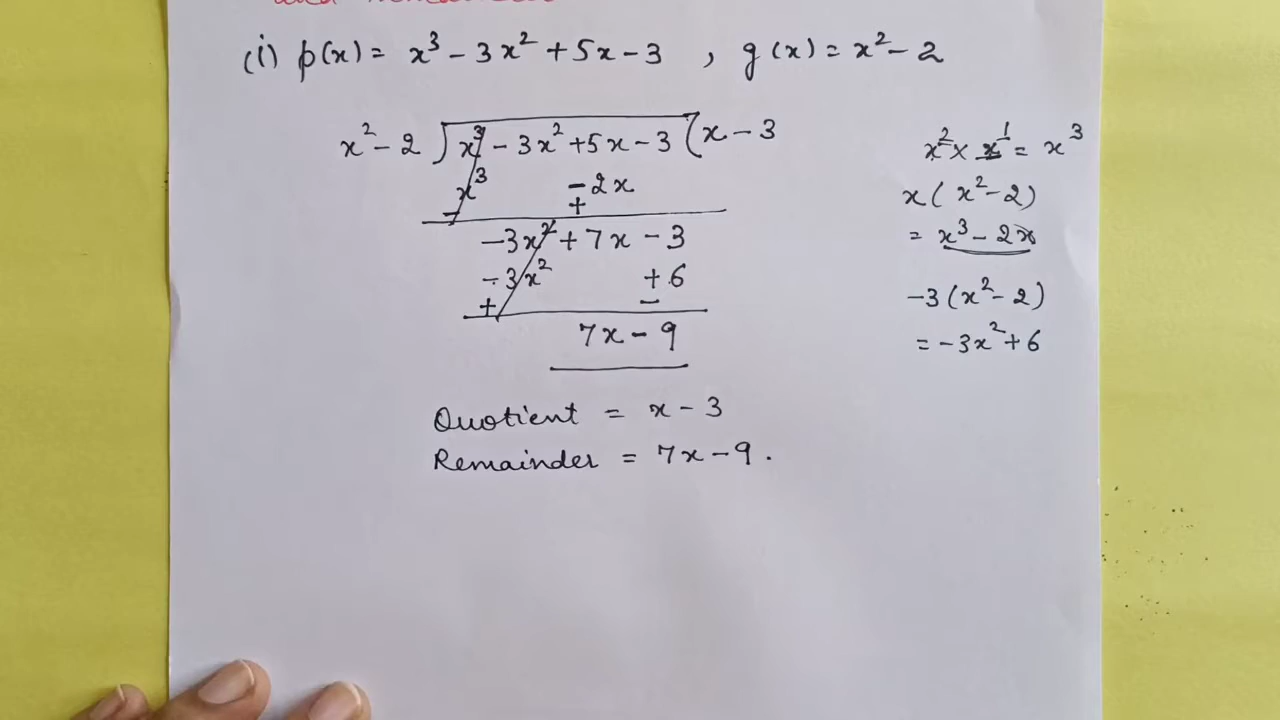 (i) p(x) = x³ - 3x² + 5x - 3 , g(x) = x² - 2
x² - 2 ) x³ - 3x² + 5x - 3 ( x - 3
x³ - 2x
- +
-3x² + 7x - 3
-3x² + 6
+ -
7x - 9
Quotient = x - 3
Remainder = 7x - 9 .
x² × x¹ = x³
x ( x² - 2 )
= x³ - 2x
-3 ( x² - 2 )
= -3x² + 6